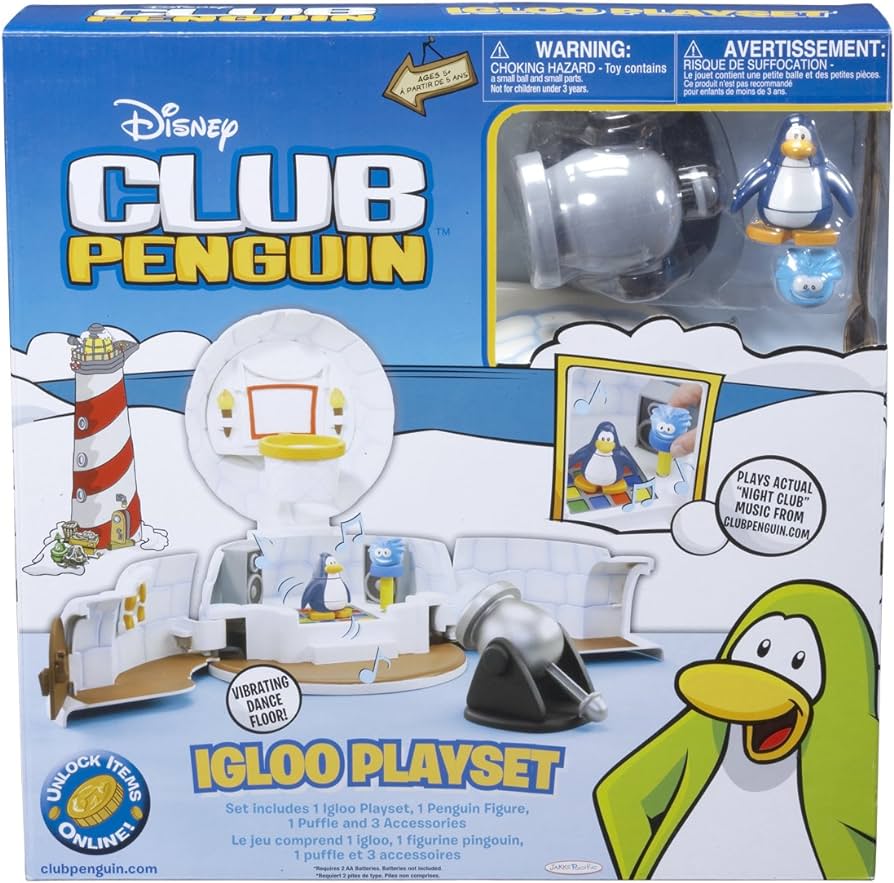 IGLOO PLAYSET
AGES 5+
À PARTIR DE 5 ANS
WARNING:
CHOKING HAZARD - Toy contains
a small ball and small parts.
Not for children under 3 years.
AVERTISSEMENT:
RISQUE DE SUFFOCATION -
Le jouet contient une petite balle et des petites pièces.
Ce produit n'est pas recommandé
pour enfants de moins de 3 ans.
Disney
CLUB
PENGUIN™
PLAYS ACTUAL
"NIGHT CLUB"
MUSIC FROM
CLUBPENGUIN.COM
VIBRATING
DANCE
FLOOR!
IGLOO PLAYSET
Set includes 1 Igloo Playset, 1 Penguin Figure,
1 Puffle and 3 Accessories
Le jeu comprend 1 igloo, 1 figurine pingouin,
1 puffle et 3 accessoires
*Requires 2 AA Batteries. Batteries not included.
*Requiert 2 piles de type. Piles non comprises.
UNLOCK ITEMS
ONLINE!
clubpenguin.com
JAKKS Pacific